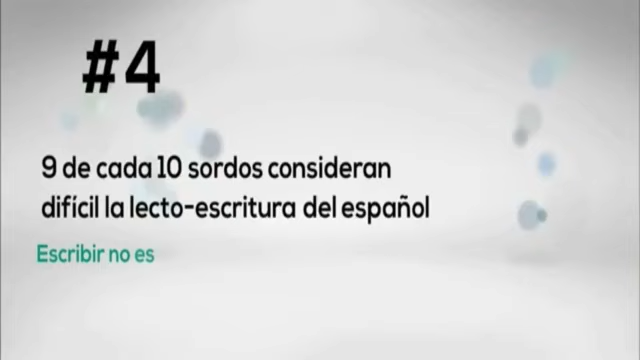 #4
9 de cada 10 sordos consideran
difícil la lecto-escritura del español
Escribir no es